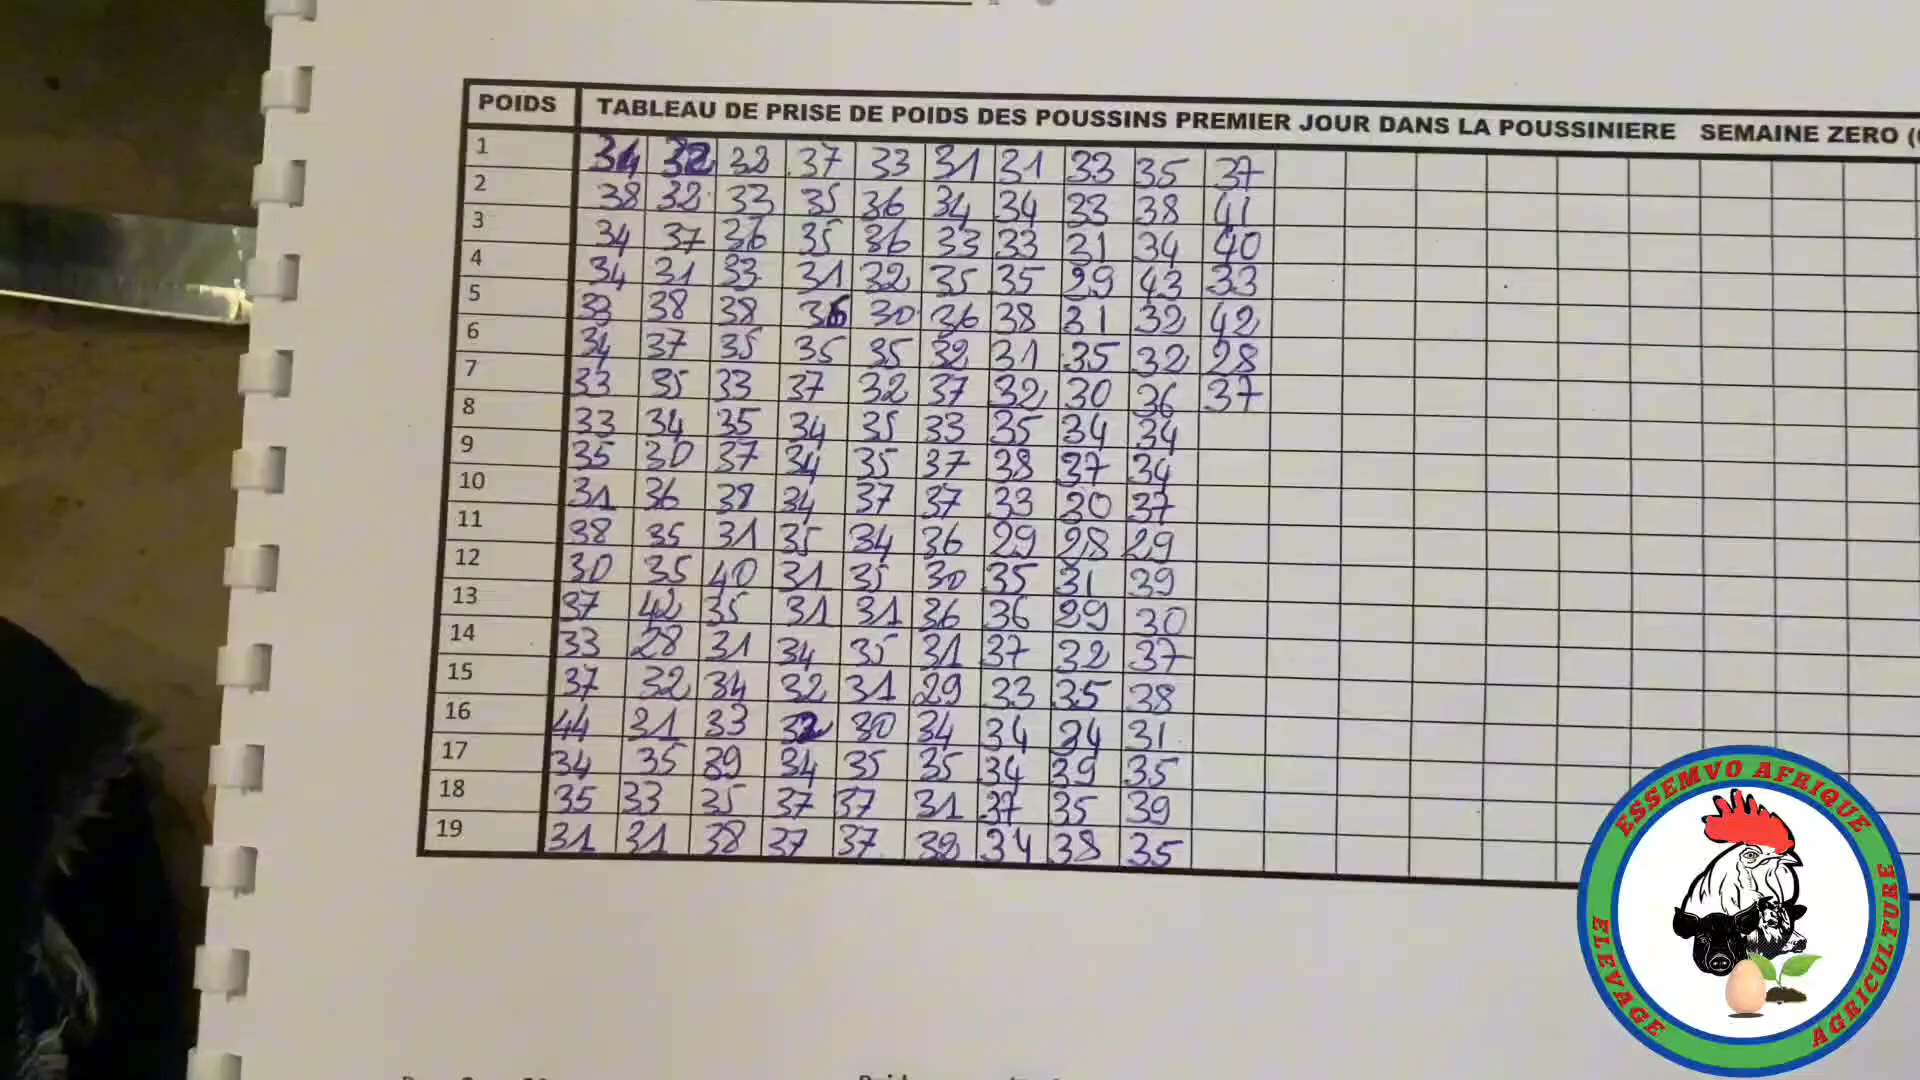 POIDS TABLEAU DE PRISE DE POIDS DES POUSSINS PREMIER JOUR DANS LA POUSSINIERE SEMAINE ZERO (
1 34 32 32 37 33 31 31 33 35 37
2 38 32 33 35 36 34 34 33 38 41
3 34 37 36 35 36 33 33 31 34 40
4 34 31 33 31 32 35 35 29 43 33
5 33 38 38 36 30 36 38 31 32 42
6 34 37 35 35 35 32 31 35 32 28
7 33 35 33 37 32 37 32 30 36 37
8 33 34 35 34 35 33 35 34 34
9 35 30 37 34 35 37 38 37 34
10 31 36 38 34 37 37 33 30 37
11 38 35 31 35 34 36 29 28 29
12 30 35 40 31 35 30 35 31 39
13 37 42 35 31 31 36 36 29 30
14 33 28 31 34 35 31 37 32 37
15 37 32 34 32 31 29 33 35 38
16 44 31 33 32 30 34 34 34 31
17 34 35 39 34 35 35 34 39 35
18 35 33 35 37 37 31 37 35 39
19 31 31 38 37 37 39 34 38 35
ESSEMVO AFRIQUE
ELEVAGE
AGRICULTURE